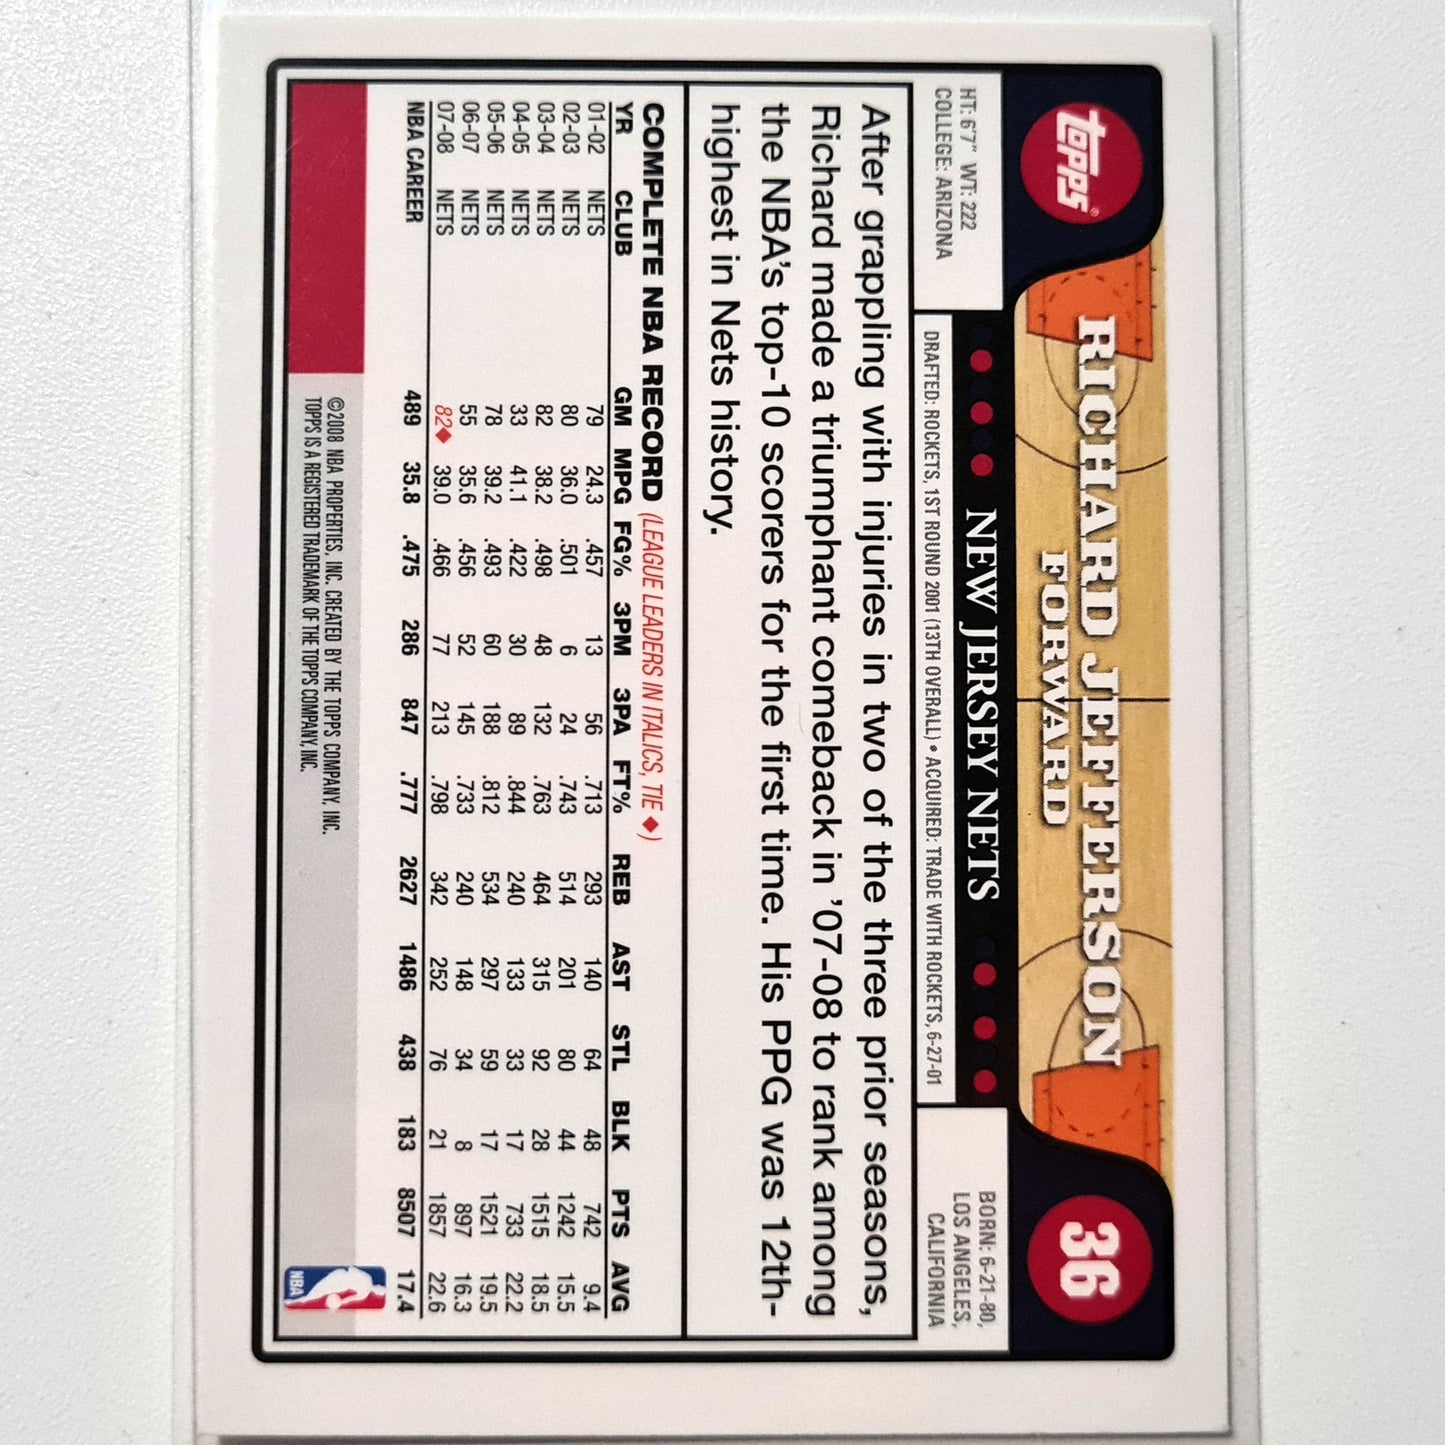 topps®
RICHARD JEFFERSON
FORWARD
36
HT: 6'7" WT: 222
COLLEGE: ARIZONA
NEW JERSEY NETS
DRAFTED: ROCKETS, 1ST ROUND 2001 (13TH OVERALL) • ACQUIRED: TRADE WITH ROCKETS, 6-27-01
BORN: 6-21-80,
LOS ANGELES,
CALIFORNIA
After grappling with injuries in two of the three prior seasons,
Richard made a triumphant comeback in '07-08 to rank among
the NBA's top-10 scorers for the first time. His PPG was 12th-
highest in Nets history.
COMPLETE NBA RECORD (LEAGUE LEADERS IN ITALICS, TIE ♦)
YR CLUB GM MPG FG% 3PM 3PA FT% REB AST STL BLK PTS AVG
01-02 NETS 79 24.3 .457 13 56 .713 293 140 64 48 742 9.4
02-03 NETS 80 36.0 .501 6 24 .743 514 201 80 44 1242 15.5
03-04 NETS 82 38.2 .498 48 132 .763 464 315 92 28 1515 18.5
04-05 NETS 33 41.1 .422 30 89 .844 240 133 33 17 733 22.2
05-06 NETS 78 39.2 .493 60 188 .812 534 297 59 17 1521 19.5
06-07 NETS 55 35.6 .456 52 145 .733 240 148 34 8 897 16.3
07-08 NETS 82♦ 39.0 .466 77 213 .798 342 252 76 21 1857 22.6
NBA CAREER 489 35.8 .475 286 847 .777 2627 1486 438 183 8507 17.4
©2008 NBA PROPERTIES, INC. CREATED BY THE TOPPS COMPANY, INC.
TOPPS IS A REGISTERED TRADEMARK OF THE TOPPS COMPANY, INC.
NBA